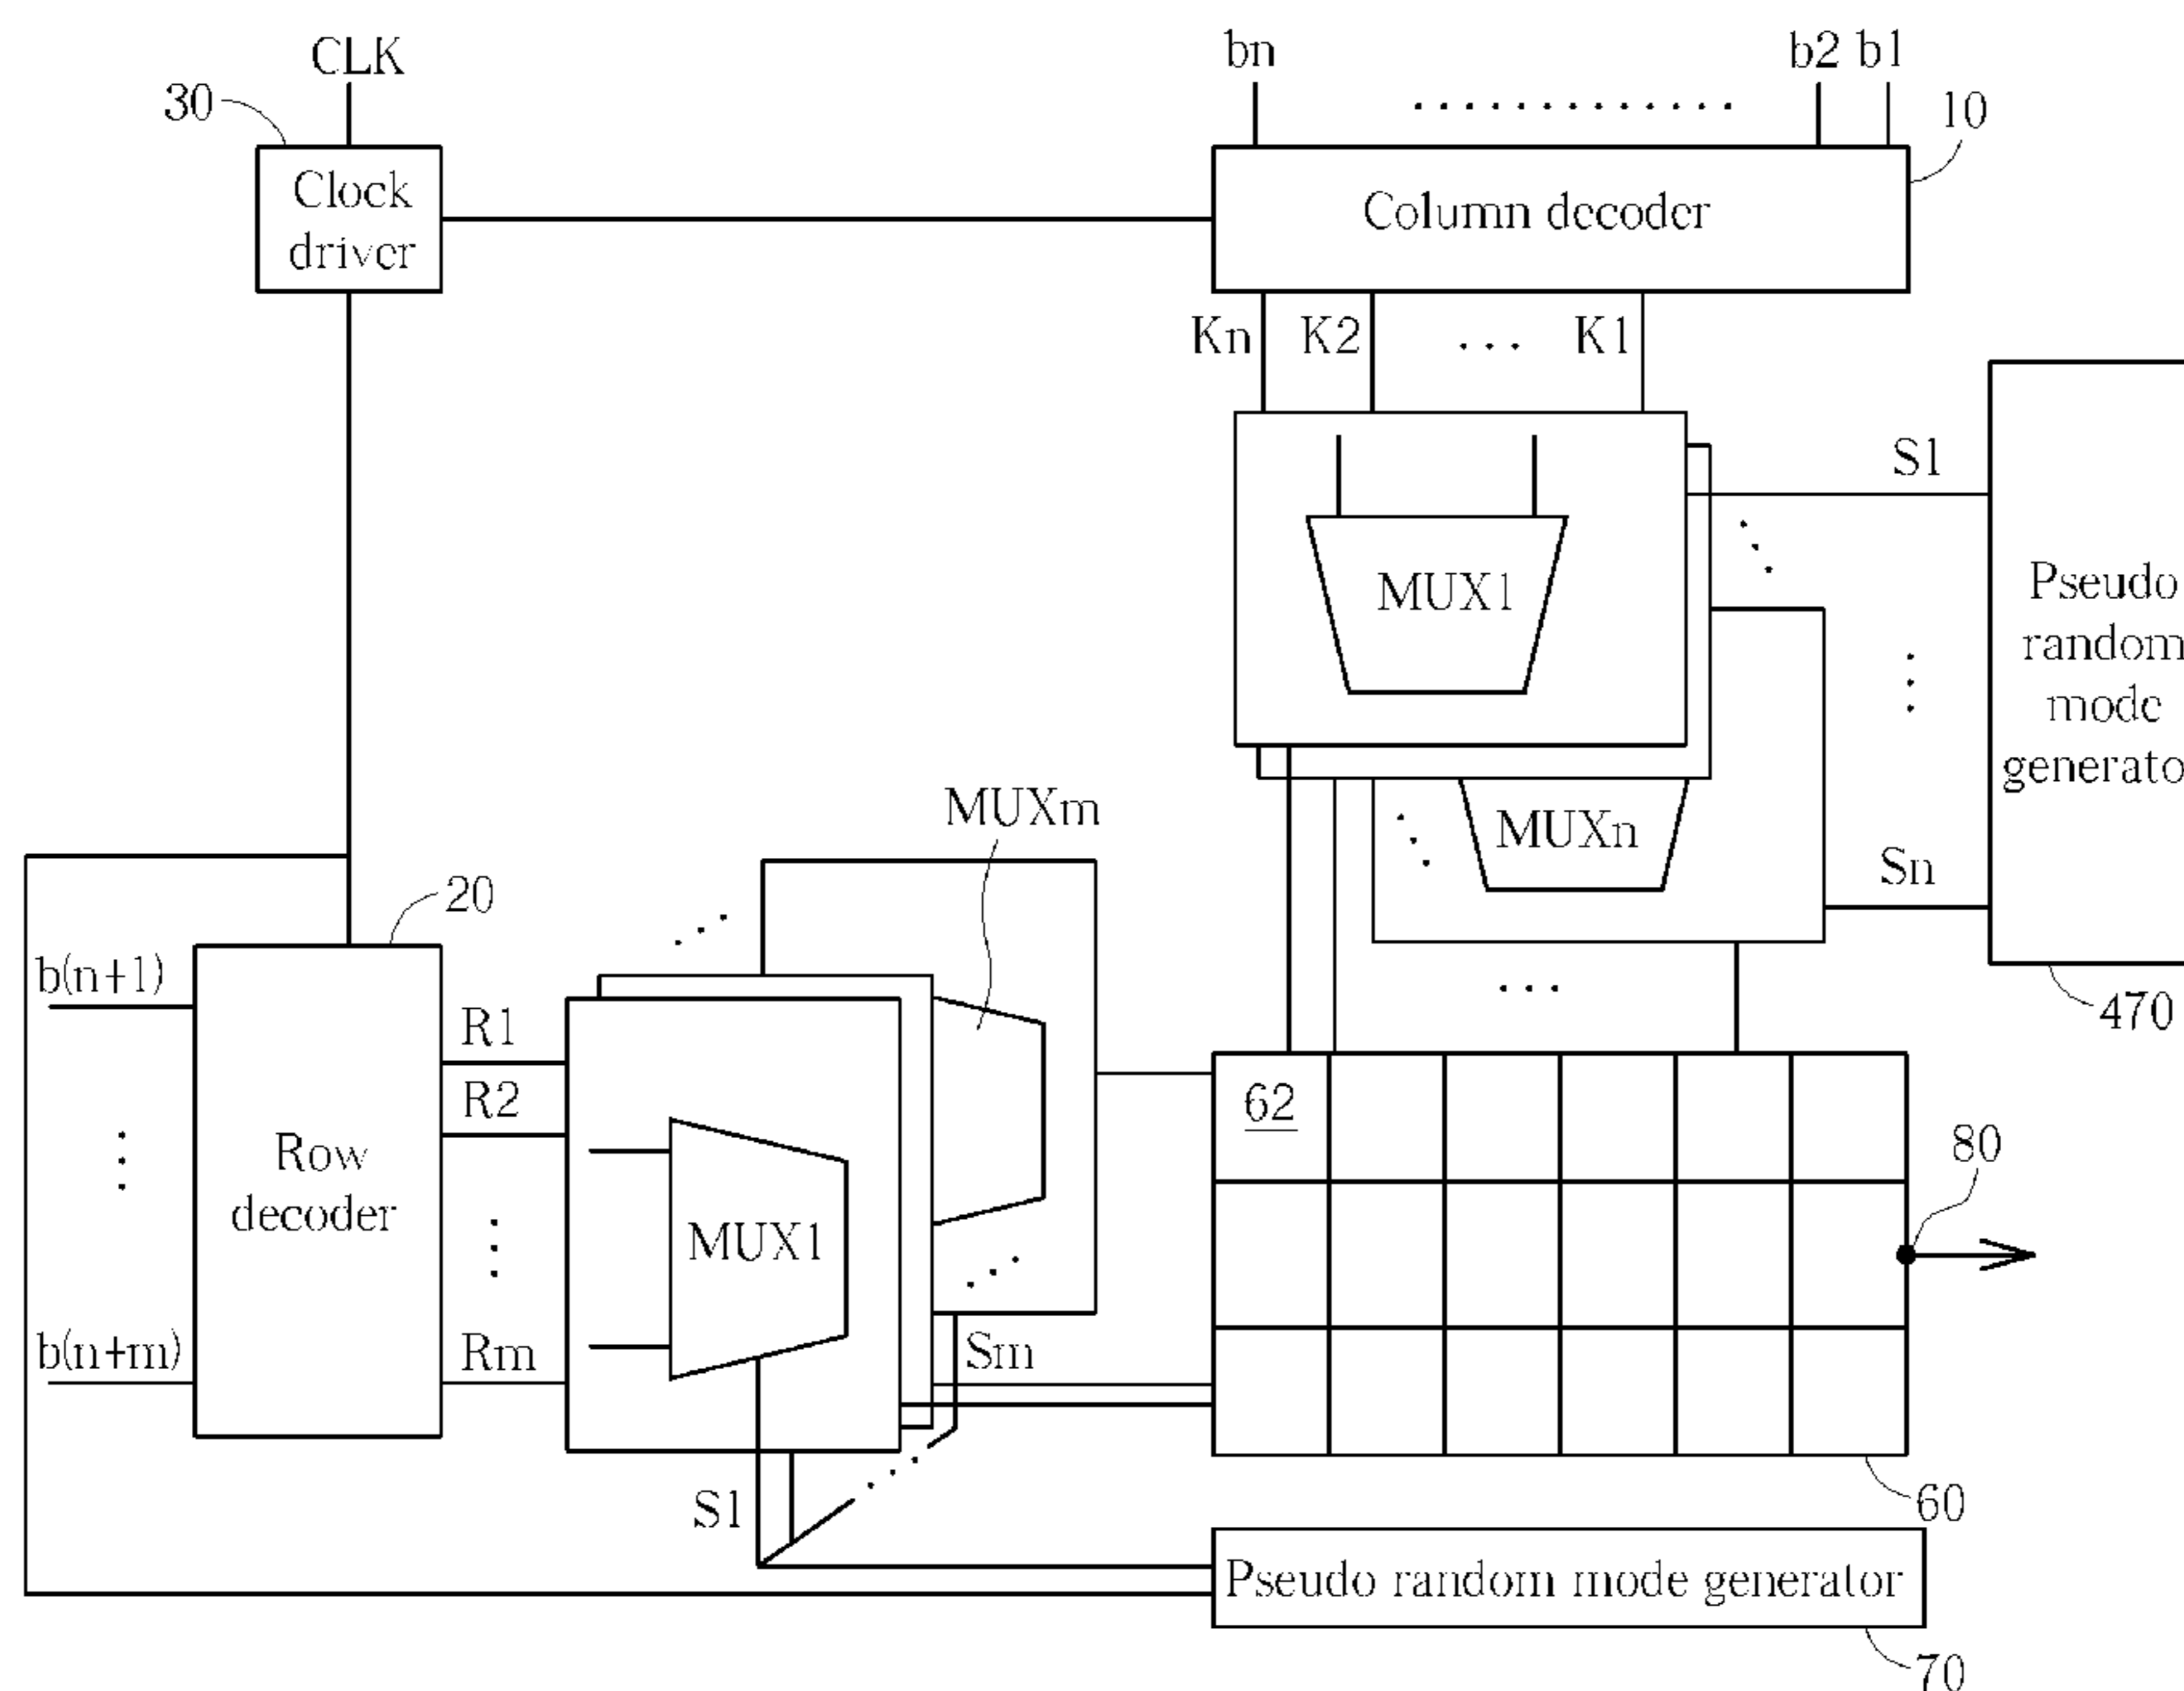 CLK
bn
b2 b1
30
10
Clock
driver
Column decoder
Kn
K2
K1
S1
MUX1
Pseudo
random
mode
generato
MUXm
MUXn
Sn
20
b(n+1)
470
R1
R2
62
80
Row
decoder
MUX1
b(n+m)
Rm
Sm
60
S1
Pseudo random mode generator
70